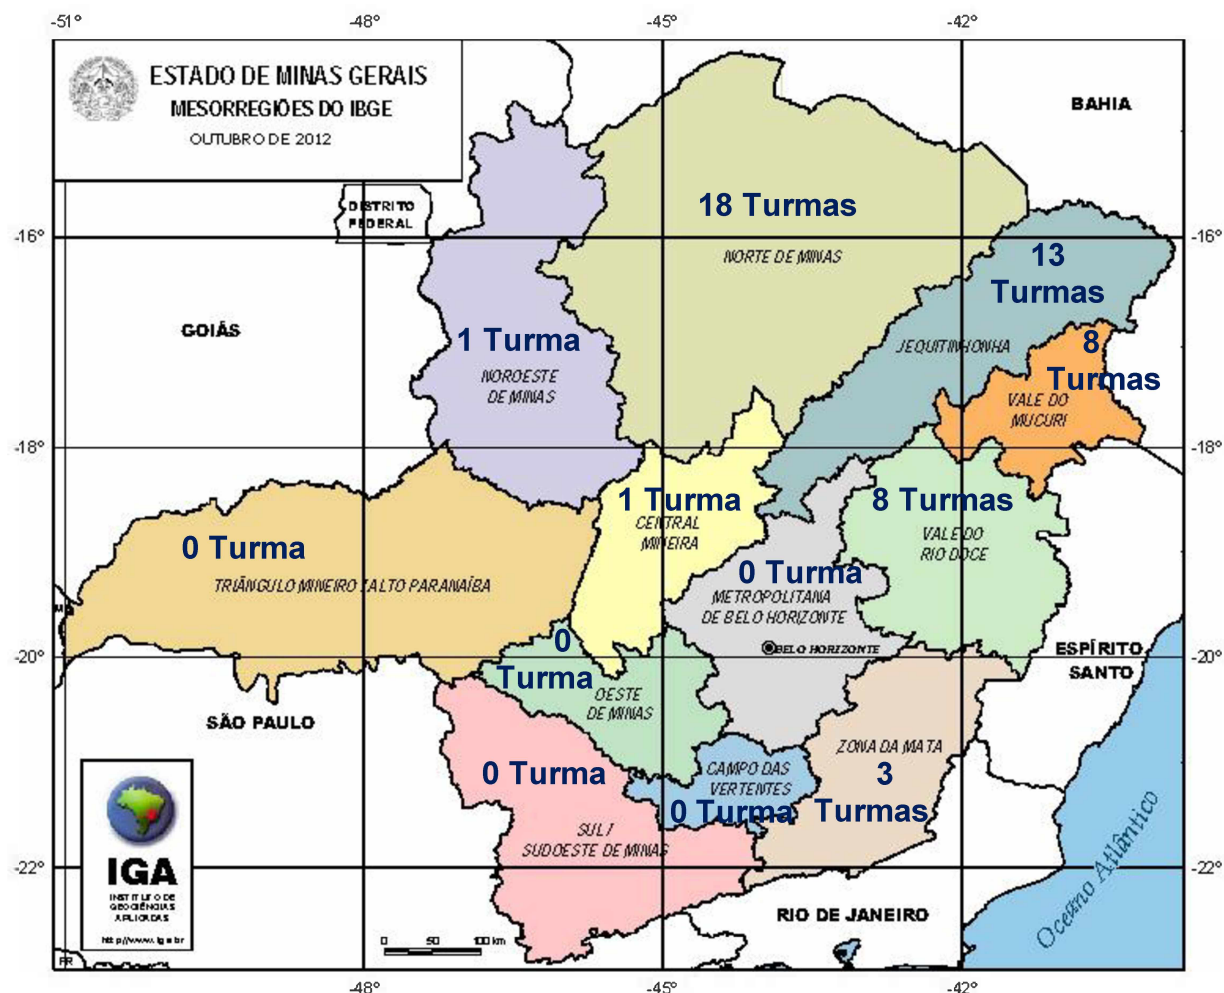 -51°
-48°
-45°
-42°
ESTADO DE MINAS GERAIS
MESORREGIÕES DO IBGE
OUTUBRO DE 2012
BAHIA
DISTRITO
FEDERAL
18 Turmas
-16°
-16°
NORTE DE MINAS
13
Turmas
GOIÁS
1 Turma
JEQUITINHONHA
8
Turmas
NOROESTE
DE MINAS
VALE DO
MUCURI
-18°
-18°
1 Turma
8 Turmas
CENTRAL
MINEIRA
VALE DO
RIO DOCE
0 Turma
0 Turma
TRIÂNGULO MINEIRO / ALTO PARANAÍBA
METROPOLITANA
DE BELO HORIZONTE
BELO HORIZONTE
0
Turma
-20°
-20°
ESPÍRITO
SANTO
OESTE
DE MINAS
SÃO PAULO
ZONA DA MATA
3
Turmas
0 Turma
CAMPO DAS
VERTENTES
0 Turma
SUL /
SUDOESTE DE MINAS
Oceano Atlântico
-22°
-22°
IGA
INSTITUTO DE
GEOCIÊNCIAS
APLICADAS
RIO DE JANEIRO
0 50 100 km
PR
-48°
-45°
-42°